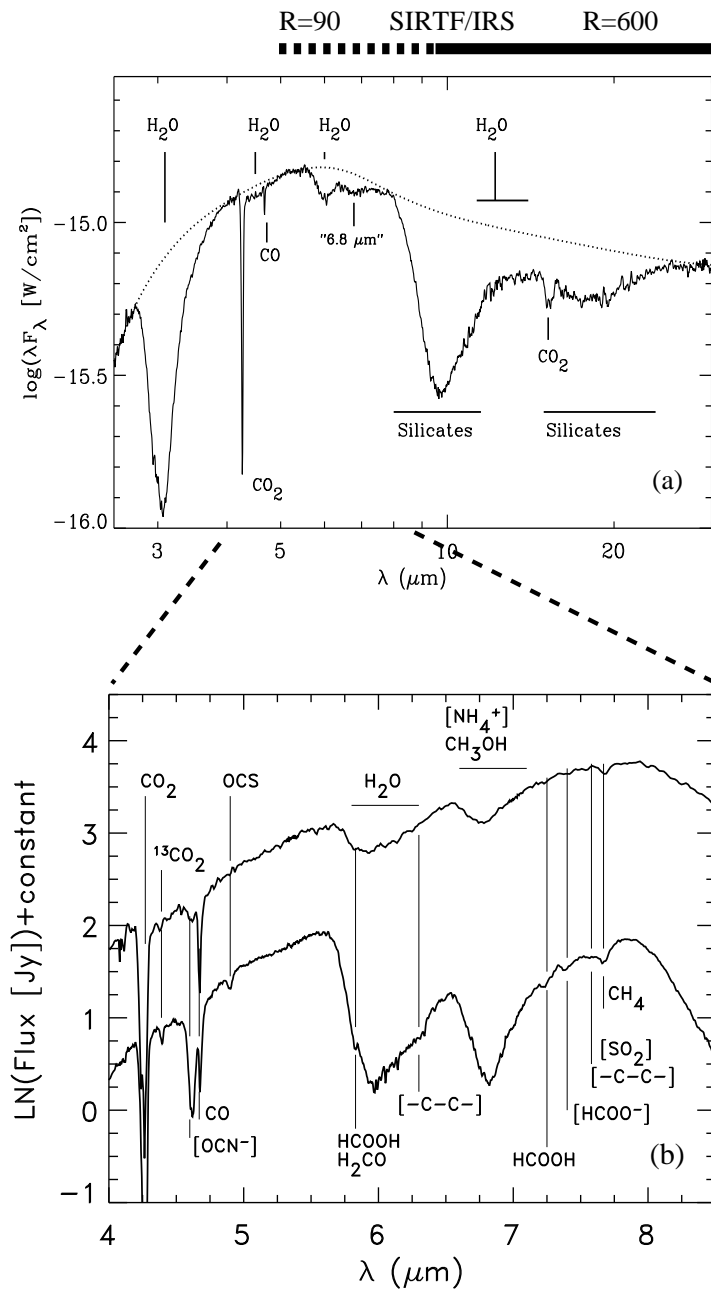 R=90 SIRTF/IRS R=600
H₂O H₂O H₂O H₂O
CO "6.8 μm"
CO₂
CO₂
Silicates Silicates
(a)
log(λF_λ [W/cm²])
−15.0
−15.5
−16.0
3 5 10 20
λ (μm)
[NH₄⁺]
CH₃OH
CO₂ OCS H₂O
¹³CO₂
CH₄
[SO₂]
[−C−C−] [−C−C−]
CO
[OCN⁻] [HCOO⁻]
HCOOH
H₂CO HCOOH (b)
LN(Flux [Jy])+constant
4
3
2
1
0
−1
4 5 6 7 8
λ (μm)